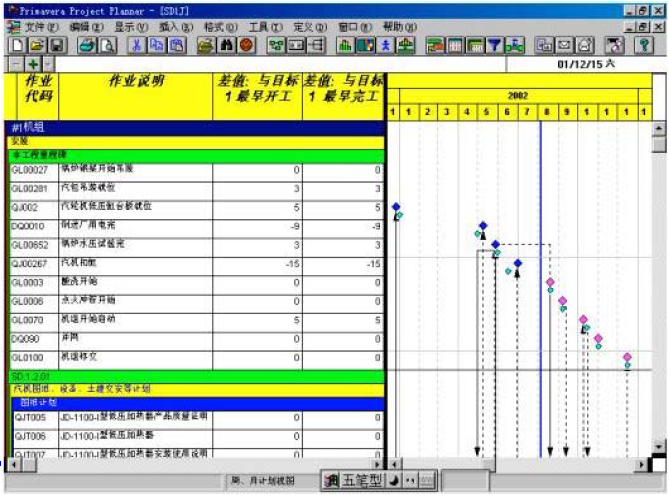 Primavera Project Planner - [SD1J]
文件(F) 编辑(E) 显示(V) 插入(S) 格式(O) 工具(T) 定义(D) 窗口(W) 帮助(H)
01/12/15 六
作业 代码
作业说明
差值: 与目标 1 最早开工
差值: 与目标 1 最早完工
2002
1 1 2 3 4 5 6 7 8 9 1 1 1 1
#1机组
安装
本工程里程碑
GL00027 锅炉钢架开始吊装 0 0
GL00281 汽包吊装就位 3 3
QJ002 汽轮机低压缸台板就位 5 5
DQ0010 倒送厂用电完 -9 -9
GL00652 锅炉水压试验完 3 3
QJ00267 汽机扣缸 -15 -15
GL0003 酸洗开始 0 0
GL0006 点火冲管开始 0 0
GL0070 机组开始启动 5 5
DQ090 并网 0 0
GL0100 机组移交 0 0
SD.1.2.01
汽机图纸、设备、土建交安等计划
图纸计划
QJT005 JD-1100-I型低压加热器产品质量证明 0 0
QJT006 JD-1100-I型低压加热器 0 0
QJT007 JD-1100-I型低压加热器安装使用说明 0 0
周、月计划视图
五笔型